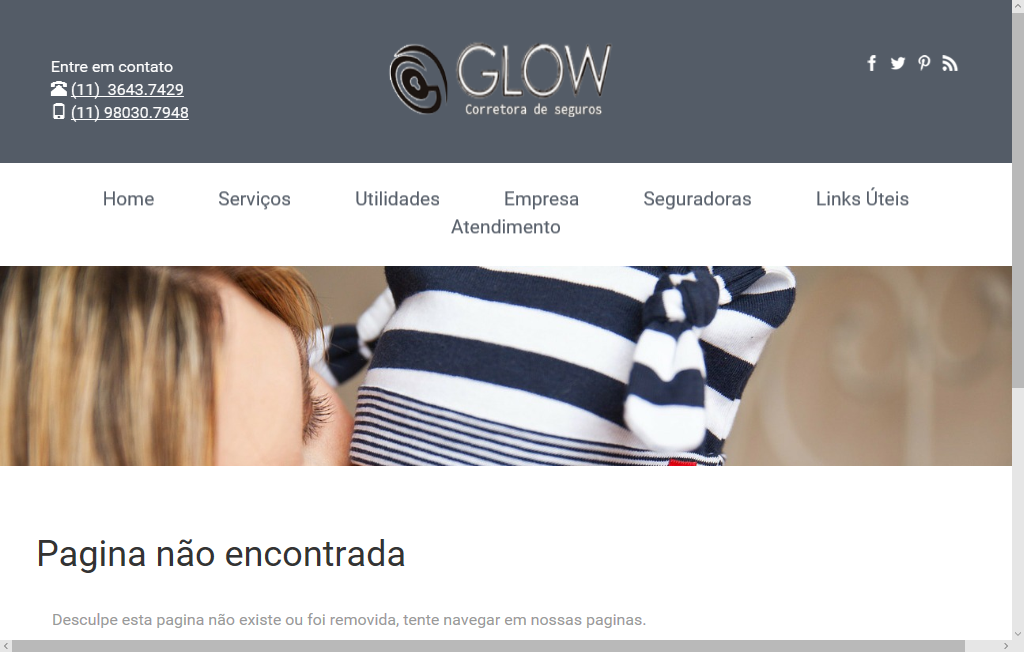 Entre em contato
(11) 3643.7429
(11) 98030.7948
GLOW
Corretora de seguros
Home Serviços Utilidades Empresa Seguradoras Links Úteis
Atendimento
Pagina não encontrada
Desculpe esta pagina não existe ou foi removida, tente navegar em nossas paginas.